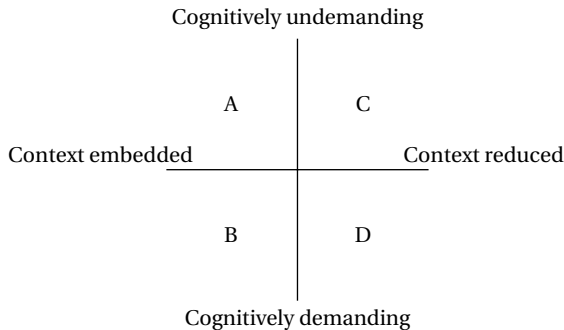 Cognitively undemanding
A C
Context embedded Context reduced
B D
Cognitively demanding